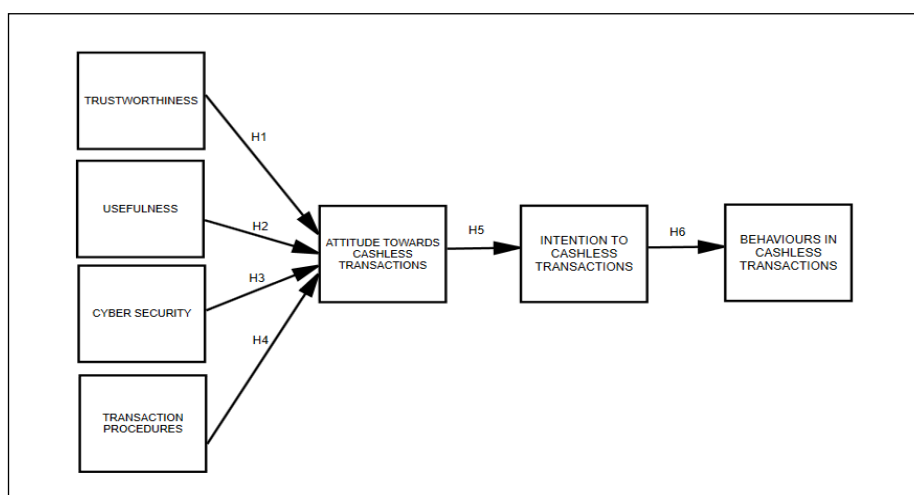 TRUSTWORTHINESS
H1
USEFULNESS
H2
CYBER SECURITY
H3
TRANSACTION
PROCEDURES
H4
ATTITUDE TOWARDS
CASHLESS
TRANSACTIONS
H5
INTENTION TO
CASHLESS
TRANSACTIONS
H6
BEHAVIOURS IN
CASHLESS
TRANSACTIONS